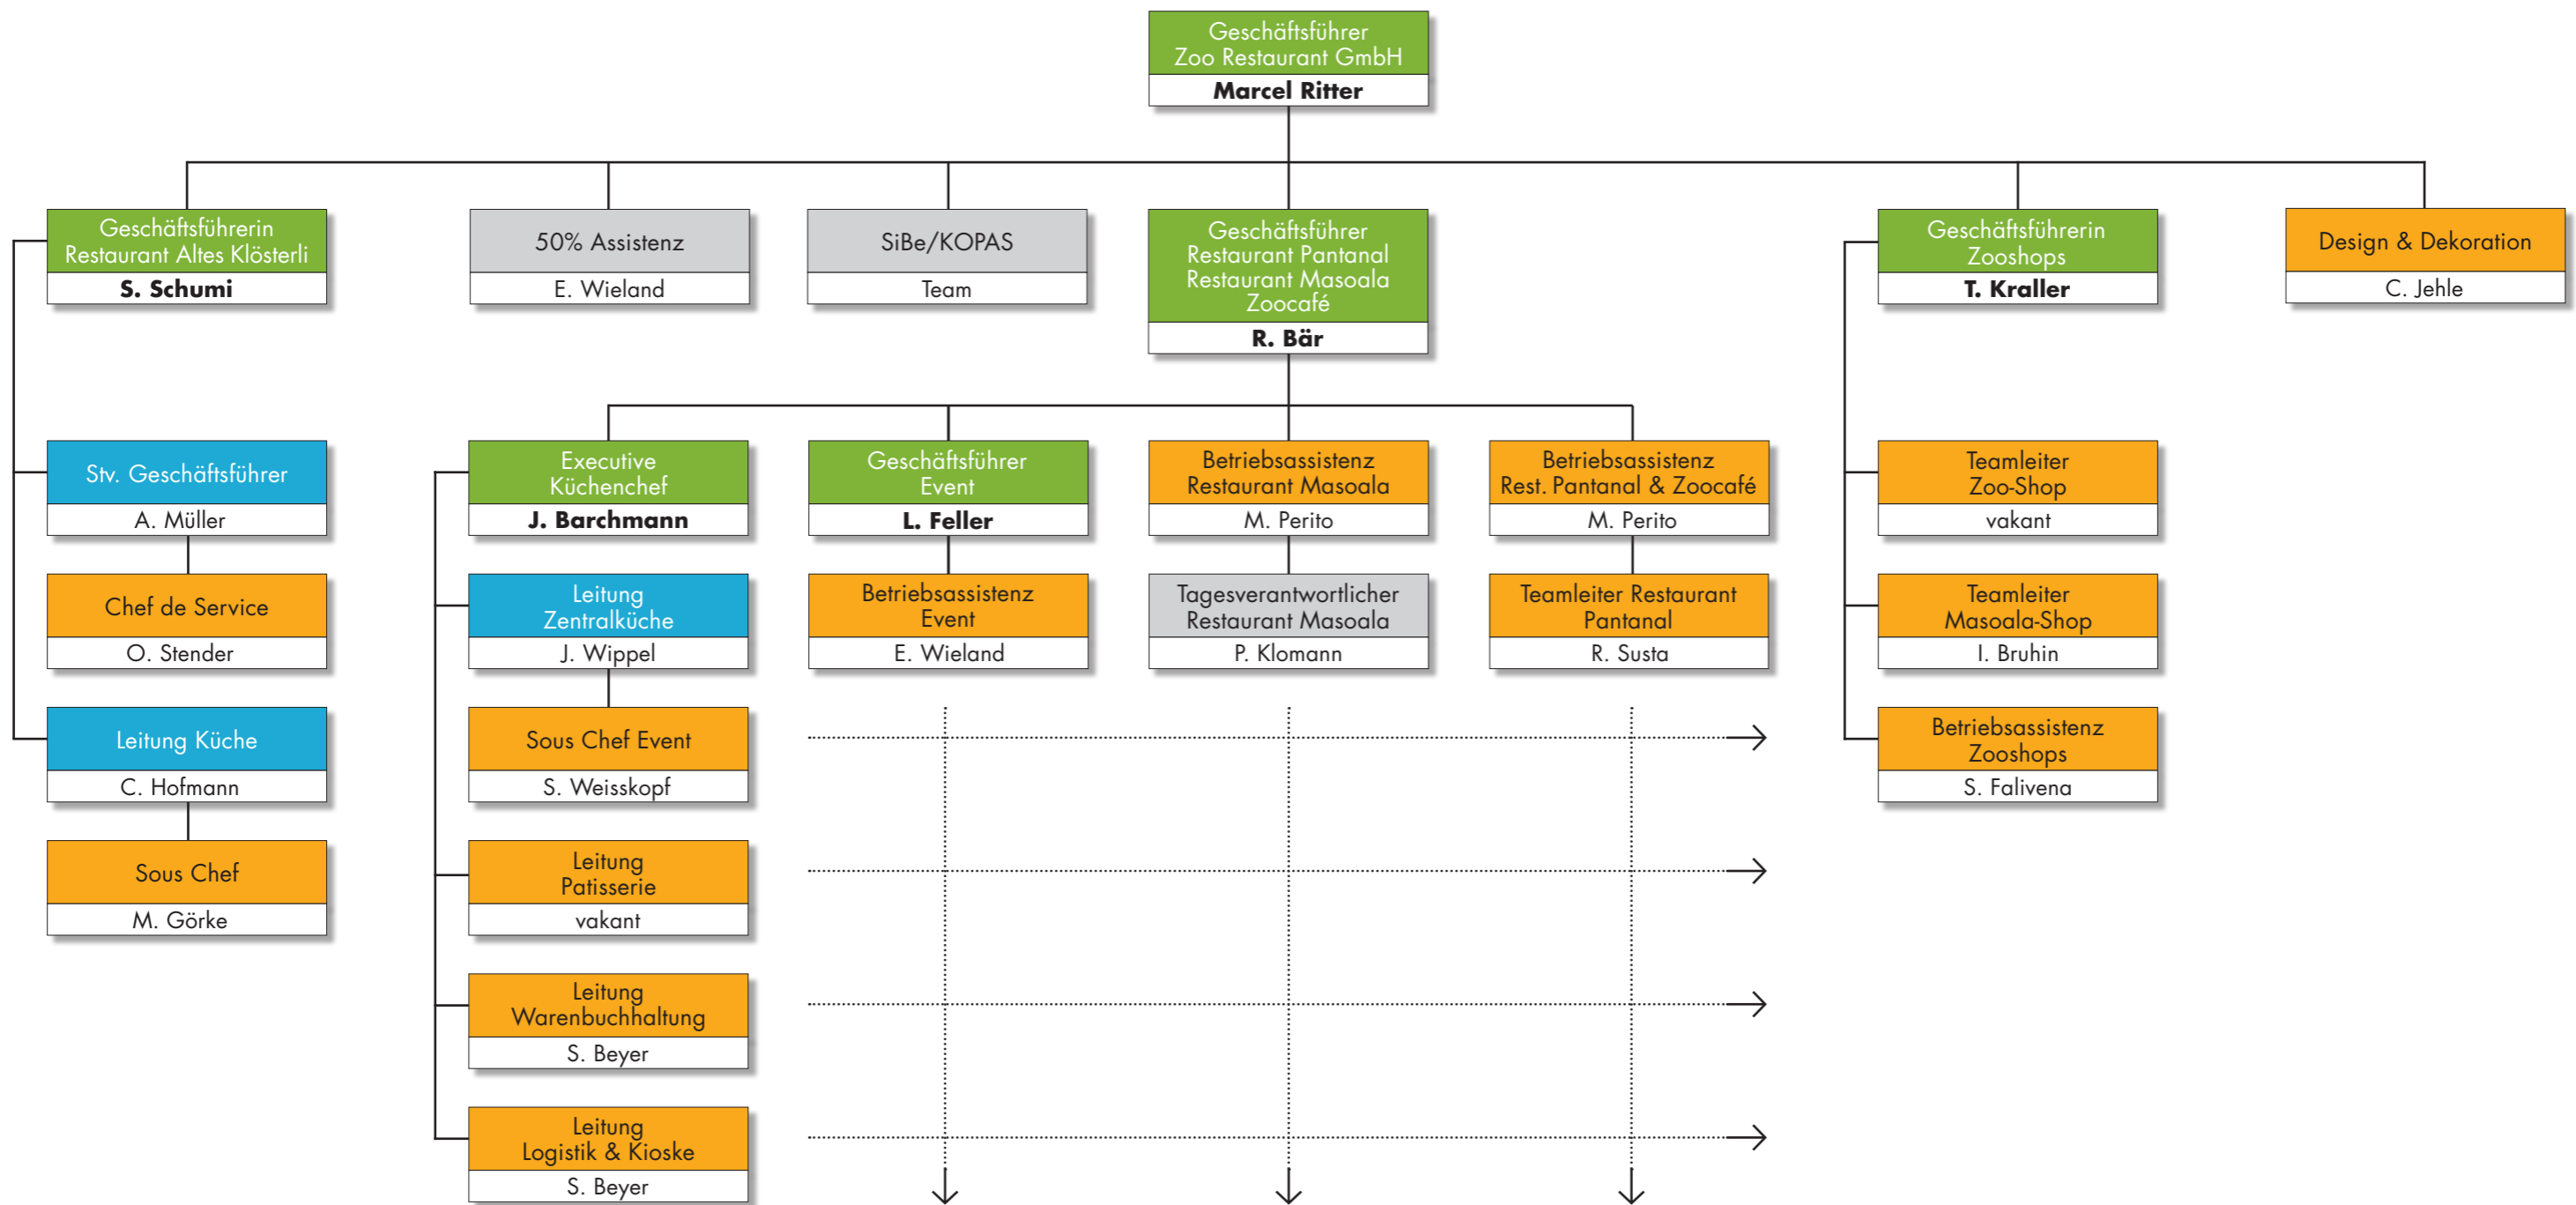 Geschäftsführer
Zoo Restaurant GmbH
Marcel Ritter
Geschäftsführerin
Restaurant Altes Klösterli
S. Schumi
50% Assistenz
E. Wieland
SiBe/KOPAS
Team
Geschäftsführer
Restaurant Pantanal
Restaurant Masoala
Zoocafé
R. Bär
Geschäftsführerin
Zooshops
T. Kraller
Design & Dekoration
C. Jehle
Stv. Geschäftsführer
A. Müller
Executive
Küchenchef
J. Barchmann
Geschäftsführer
Event
L. Feller
Betriebsassistenz
Restaurant Masoala
M. Perito
Betriebsassistenz
Rest. Pantanal & Zoocafé
M. Perito
Teamleiter
Zoo-Shop
vakant
Chef de Service
O. Stender
Leitung
Zentralküche
J. Wippel
Betriebsassistenz
Event
E. Wieland
Tagesverantwortlicher
Restaurant Masoala
P. Klomann
Teamleiter Restaurant
Pantanal
R. Susta
Teamleiter
Masoala-Shop
I. Bruhin
Leitung Küche
C. Hofmann
Sous Chef Event
S. Weisskopf
Betriebsassistenz
Zooshops
S. Falivena
Sous Chef
M. Görke
Leitung
Patisserie
vakant
Leitung
Warenbuchhaltung
S. Beyer
Leitung
Logistik & Kioske
S. Beyer